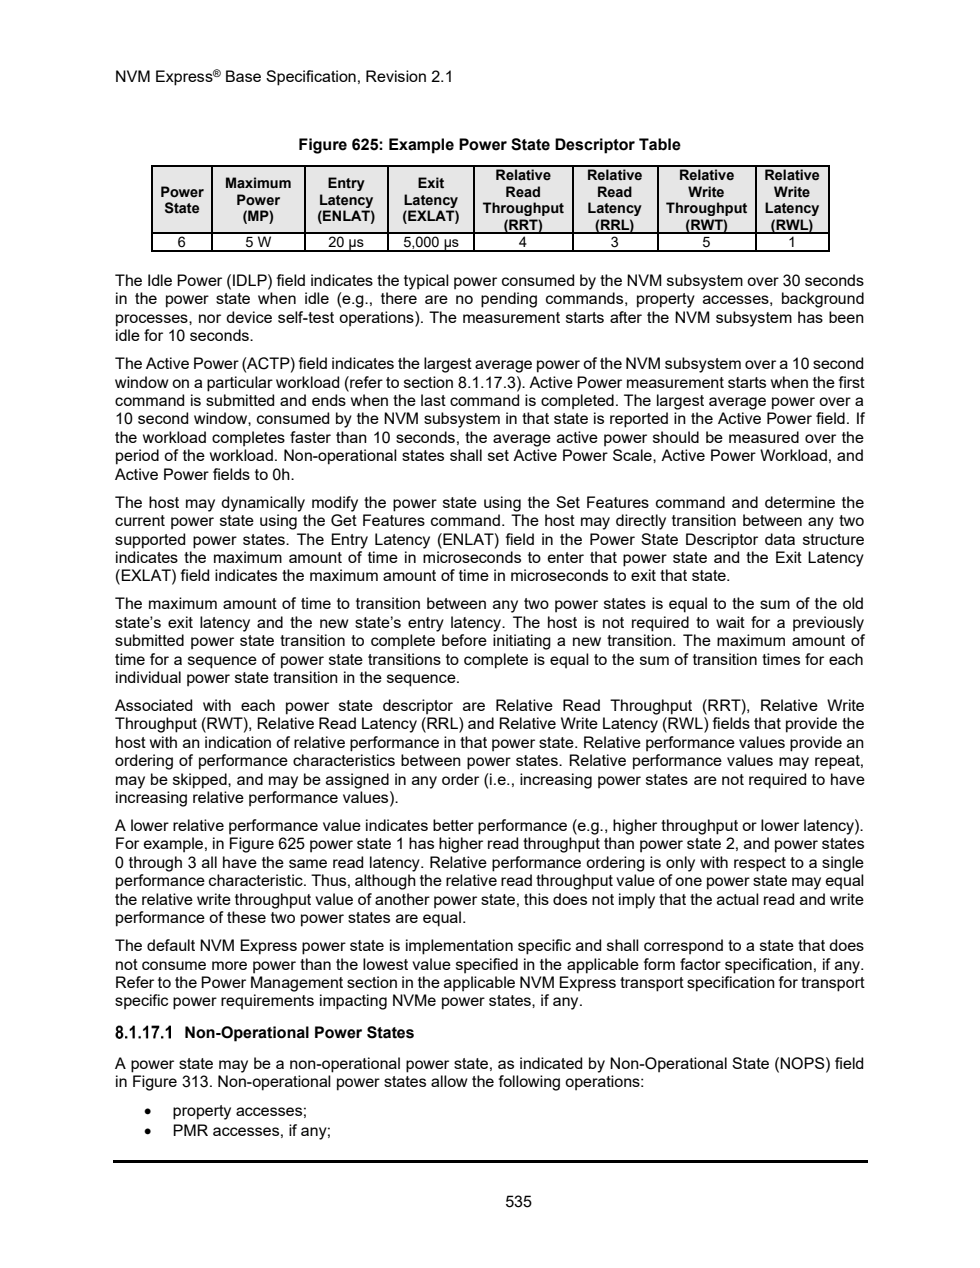 NVM Express® Base Specification, Revision 2.1
Figure 625: Example Power State Descriptor Table
Power State | Maximum Power (MP) | Entry Latency (ENLAT) | Exit Latency (EXLAT) | Relative Read Throughput (RRT) | Relative Read Latency (RRL) | Relative Write Throughput (RWT) | Relative Write Latency (RWL)
6 | 5 W | 20 µs | 5,000 µs | 4 | 3 | 5 | 1
The Idle Power (IDLP) field indicates the typical power consumed by the NVM subsystem over 30 seconds
in the power state when idle (e.g., there are no pending commands, property accesses, background
processes, nor device self-test operations). The measurement starts after the NVM subsystem has been
idle for 10 seconds.
The Active Power (ACTP) field indicates the largest average power of the NVM subsystem over a 10 second
window on a particular workload (refer to section 8.1.17.3). Active Power measurement starts when the first
command is submitted and ends when the last command is completed. The largest average power over a
10 second window, consumed by the NVM subsystem in that state is reported in the Active Power field. If
the workload completes faster than 10 seconds, the average active power should be measured over the
period of the workload. Non-operational states shall set Active Power Scale, Active Power Workload, and
Active Power fields to 0h.
The host may dynamically modify the power state using the Set Features command and determine the
current power state using the Get Features command. The host may directly transition between any two
supported power states. The Entry Latency (ENLAT) field in the Power State Descriptor data structure
indicates the maximum amount of time in microseconds to enter that power state and the Exit Latency
(EXLAT) field indicates the maximum amount of time in microseconds to exit that state.
The maximum amount of time to transition between any two power states is equal to the sum of the old
state's exit latency and the new state's entry latency. The host is not required to wait for a previously
submitted power state transition to complete before initiating a new transition. The maximum amount of
time for a sequence of power state transitions to complete is equal to the sum of transition times for each
individual power state transition in the sequence.
Associated with each power state descriptor are Relative Read Throughput (RRT), Relative Write
Throughput (RWT), Relative Read Latency (RRL) and Relative Write Latency (RWL) fields that provide the
host with an indication of relative performance in that power state. Relative performance values provide an
ordering of performance characteristics between power states. Relative performance values may repeat,
may be skipped, and may be assigned in any order (i.e., increasing power states are not required to have
increasing relative performance values).
A lower relative performance value indicates better performance (e.g., higher throughput or lower latency).
For example, in Figure 625 power state 1 has higher read throughput than power state 2, and power states
0 through 3 all have the same read latency. Relative performance ordering is only with respect to a single
performance characteristic. Thus, although the relative read throughput value of one power state may equal
the relative write throughput value of another power state, this does not imply that the actual read and write
performance of these two power states are equal.
The default NVM Express power state is implementation specific and shall correspond to a state that does
not consume more power than the lowest value specified in the applicable form factor specification, if any.
Refer to the Power Management section in the applicable NVM Express transport specification for transport
specific power requirements impacting NVMe power states, if any.
8.1.17.1 Non-Operational Power States
A power state may be a non-operational power state, as indicated by Non-Operational State (NOPS) field
in Figure 313. Non-operational power states allow the following operations:
• property accesses;
• PMR accesses, if any;
535